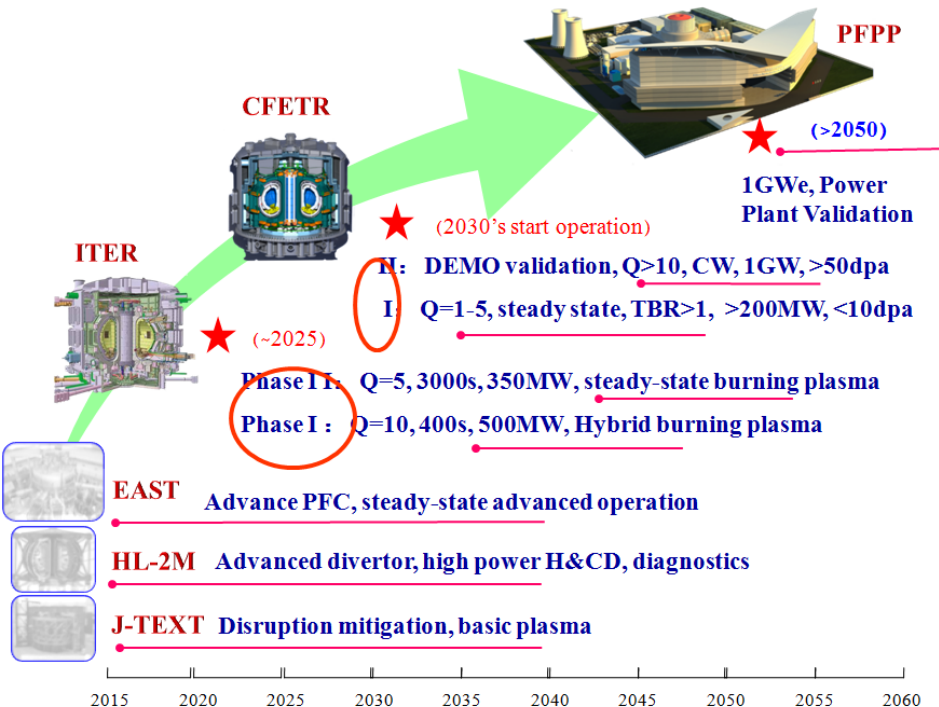 PFPP
CFETR
(>2050)
1GWe, Power
Plant Validation
(2030's start operation)
ITER
II： DEMO validation, Q>10, CW, 1GW, >50dpa
I： Q=1-5, steady state, TBR>1, >200MW, <10dpa
(~2025)
Phase II： Q=5, 3000s, 350MW, steady-state burning plasma
Phase I： Q=10, 400s, 500MW, Hybrid burning plasma
EAST Advance PFC, steady-state advanced operation
HL-2M Advanced divertor, high power H&CD, diagnostics
J-TEXT Disruption mitigation, basic plasma
2015 2020 2025 2030 2035 2040 2045 2050 2055 2060